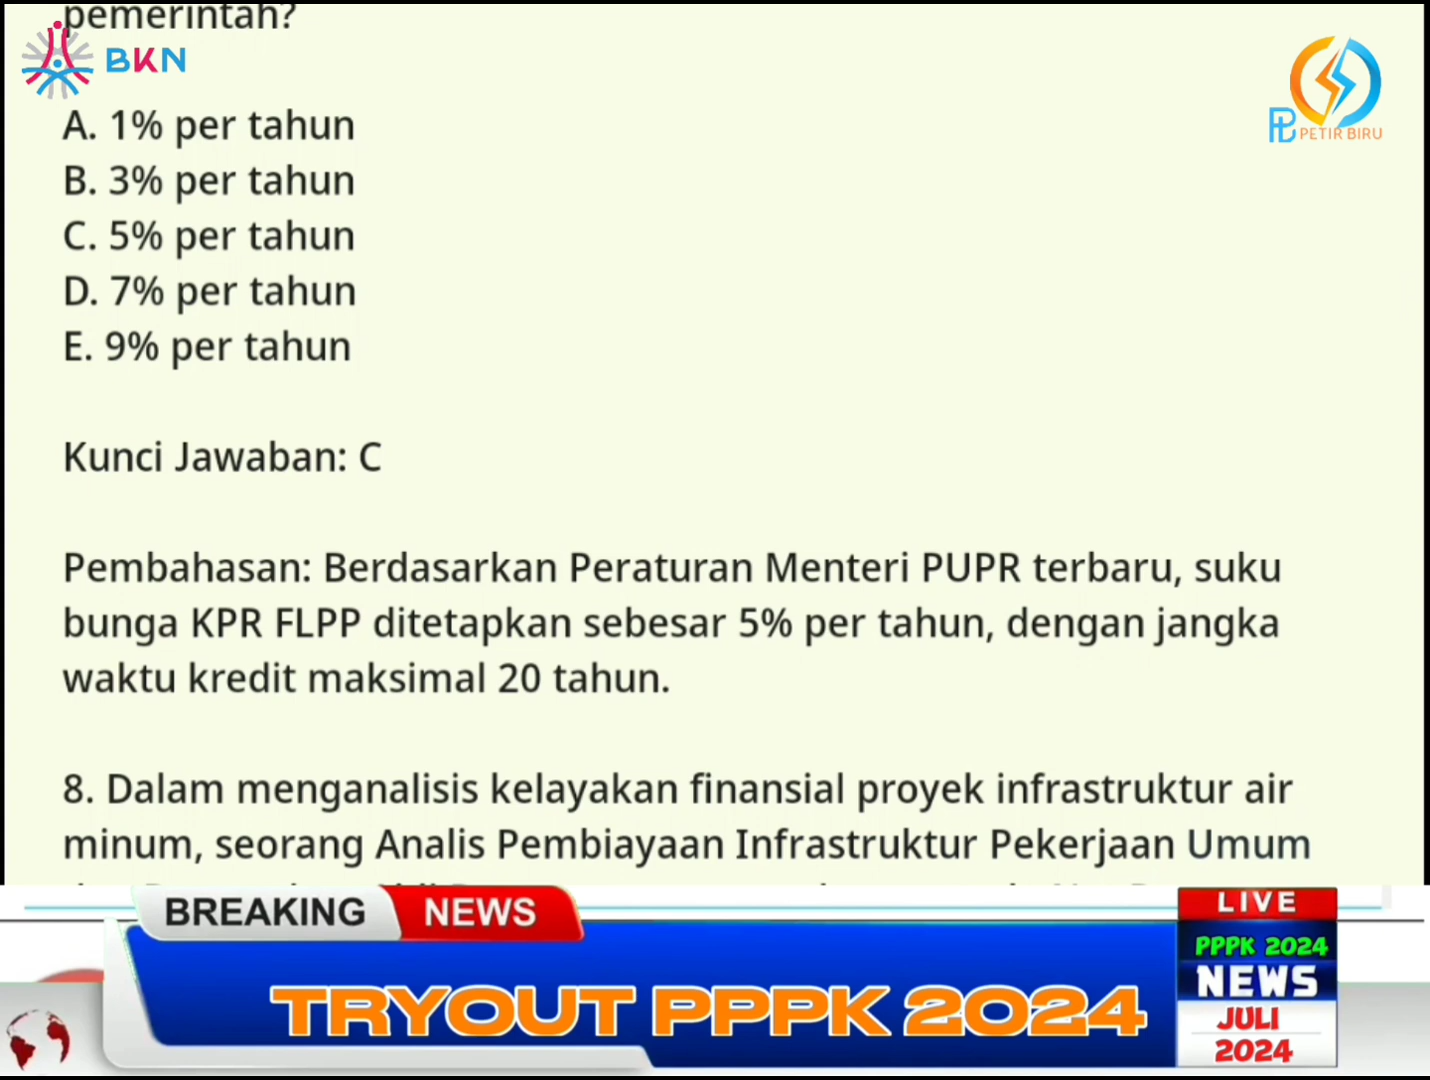 pemerintah?
BKN
PETIR BIRU
A. 1% per tahun
B. 3% per tahun
C. 5% per tahun
D. 7% per tahun
E. 9% per tahun
Kunci Jawaban: C
Pembahasan: Berdasarkan Peraturan Menteri PUPR terbaru, suku
bunga KPR FLPP ditetapkan sebesar 5% per tahun, dengan jangka
waktu kredit maksimal 20 tahun.
8. Dalam menganalisis kelayakan finansial proyek infrastruktur air
minum, seorang Analis Pembiayaan Infrastruktur Pekerjaan Umum
BREAKING NEWS
TRYOUT PPPK 2024
LIVE
PPPK 2024
NEWS
JULI
2024